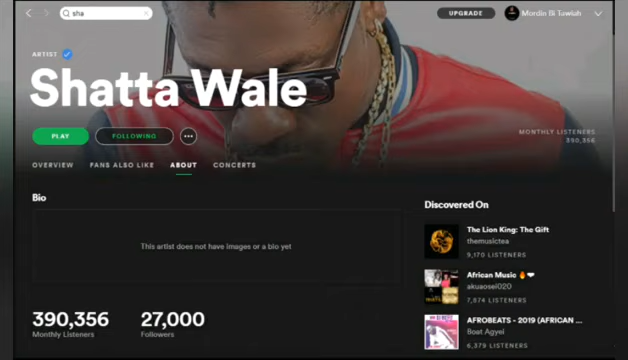 sha
UPGRADE
Mordin Bi Tawiah
ARTIST
Shatta Wale
PLAY
FOLLOWING
MONTHLY LISTENERS
390,356
OVERVIEW
FANS ALSO LIKE
ABOUT
CONCERTS
Bio
This artist does not have images or a bio yet
390,356
Monthly Listeners
27,000
Followers
Discovered On
The Lion King: The Gift
themusictea
9,170 LISTENERS
African Music 🔥❤
akuaosei020
7,874 LISTENERS
AFROBEATS - 2019 (AFRICAN ...
Boat Agyei
6,379 LISTENERS